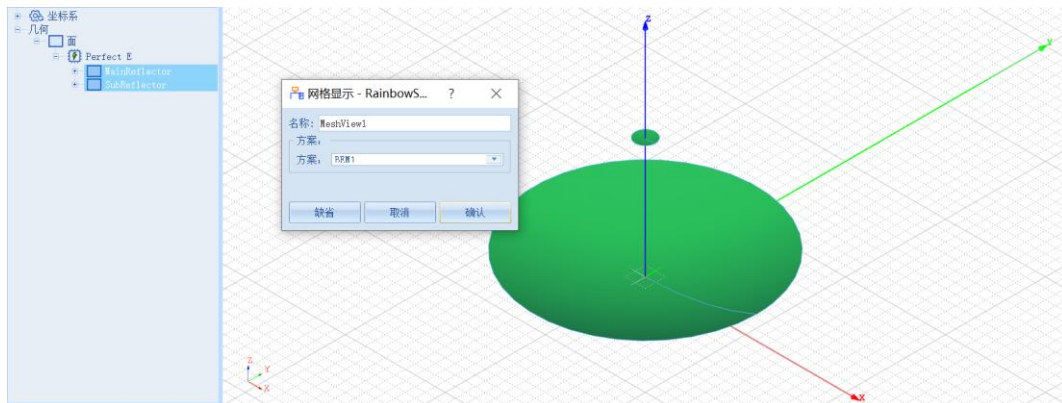 坐标系
几何
面
Perfect E
MainReflector
SubReflector
网格显示 - RainbowS... ? ×
名称: MeshView1
方案:
方案: BEM1
缺省 取消 确认
Z
Y
X
Z
Y
X